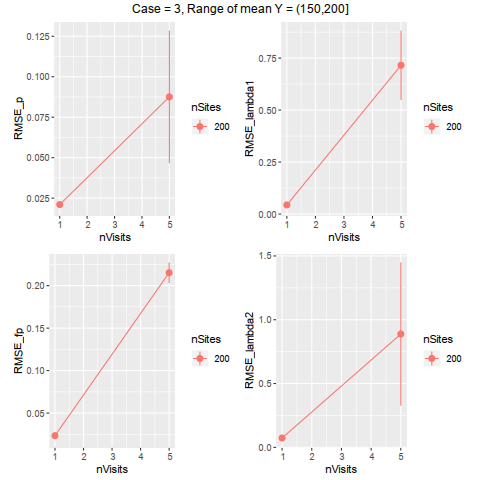 Case = 3, Range of mean Y = (150,200]
RMSE_p
0.125
0.100
0.075
0.050
0.025
1 2 3 4 5
nVisits
nSites
200
RMSE_lambda1
0.75
0.50
0.25
0.00
1 2 3 4 5
nVisits
nSites
200
RMSE_fp
0.20
0.15
0.10
0.05
1 2 3 4 5
nVisits
nSites
200
RMSE_lambda2
1.5
1.0
0.5
0.0
1 2 3 4 5
nVisits
nSites
200